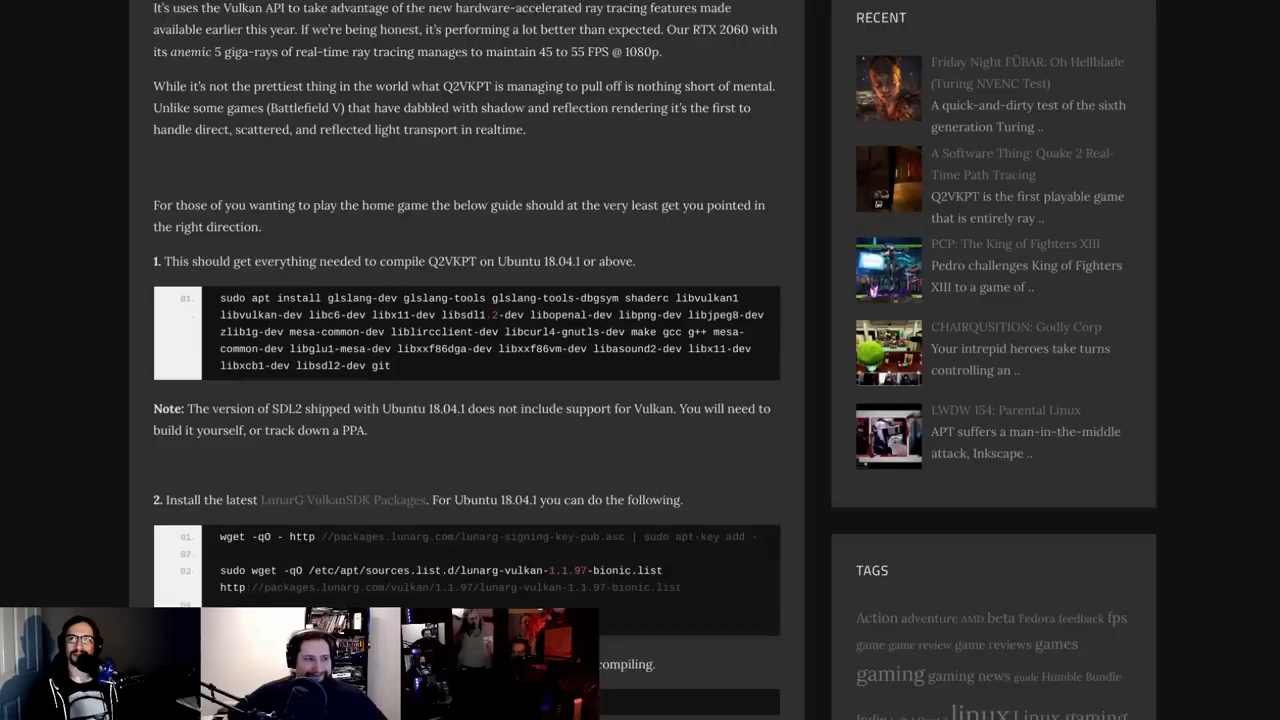 It's uses the Vulkan API to take advantage of the new hardware-accelerated ray tracing features made
available earlier this year. If we're being honest, it's performing a lot better than expected. Our RTX 2060 with
its anemic 5 giga-rays of real-time ray tracing manages to maintain 45 to 55 FPS @ 1080p.
While it's not the prettiest thing in the world what Q2VKPT is managing to pull off is nothing short of mental.
Unlike some games (Battlefield V) that have dabbled with shadow and reflection rendering it's the first to
handle direct, scattered, and reflected light transport in realtime.
For those of you wanting to play the home game the below guide should at the very least get you pointed in
the right direction.
1. This should get everything needed to compile Q2VKPT on Ubuntu 18.04.1 or above.
01. sudo apt install glslang-dev glslang-tools glslang-tools-dbgsym shaderc libvulkan1
. libvulkan-dev libc6-dev libx11-dev libsdl1.2-dev libopenal-dev libpng-dev libjpeg8-dev
zlib1g-dev mesa-common-dev liblircclient-dev libcurl4-gnutls-dev make gcc g++ mesa-
common-dev libglu1-mesa-dev libxxf86dga-dev libxxf86vm-dev libasound2-dev libx11-dev
libxcb1-dev libsdl2-dev git
Note: The version of SDL2 shipped with Ubuntu 18.04.1 does not include support for Vulkan. You will need to
build it yourself, or track down a PPA.
2. Install the latest LunarG VulkanSDK Packages. For Ubuntu 18.04.1 you can do the following.
01. wget -qO - http //packages.lunarg.com/lunarg-signing-key-pub.asc | sudo apt-key add -
02.
03. sudo wget -qO /etc/apt/sources.list.d/lunarg-vulkan-1.1.97-bionic.list
http://packages.lunarg.com/vulkan/1.1.97/lunarg-vulkan-1.1.97-bionic.list
compiling.
RECENT
Friday Night FÜBAR: Oh Hellblade
(Turing NVENC Test)
A quick-and-dirty test of the sixth
generation Turing ..
A Software Thing: Quake 2 Real-
Time Path Tracing
Q2VKPT is the first playable game
that is entirely ray ..
PCP: The King of Fighters XIII
Pedro challenges King of Fighters
XIII to a game of ..
CHAIRQUSITION: Godly Corp
Your intrepid heroes take turns
controlling an ..
LWDW 154: Parental Linux
APT suffers a man-in-the-middle
attack, Inkscape ..
TAGS
Action adventure AMD beta Fedora feedback fps
game game review game reviews games
gaming gaming news guide Humble Bundle
linux Linux gaming